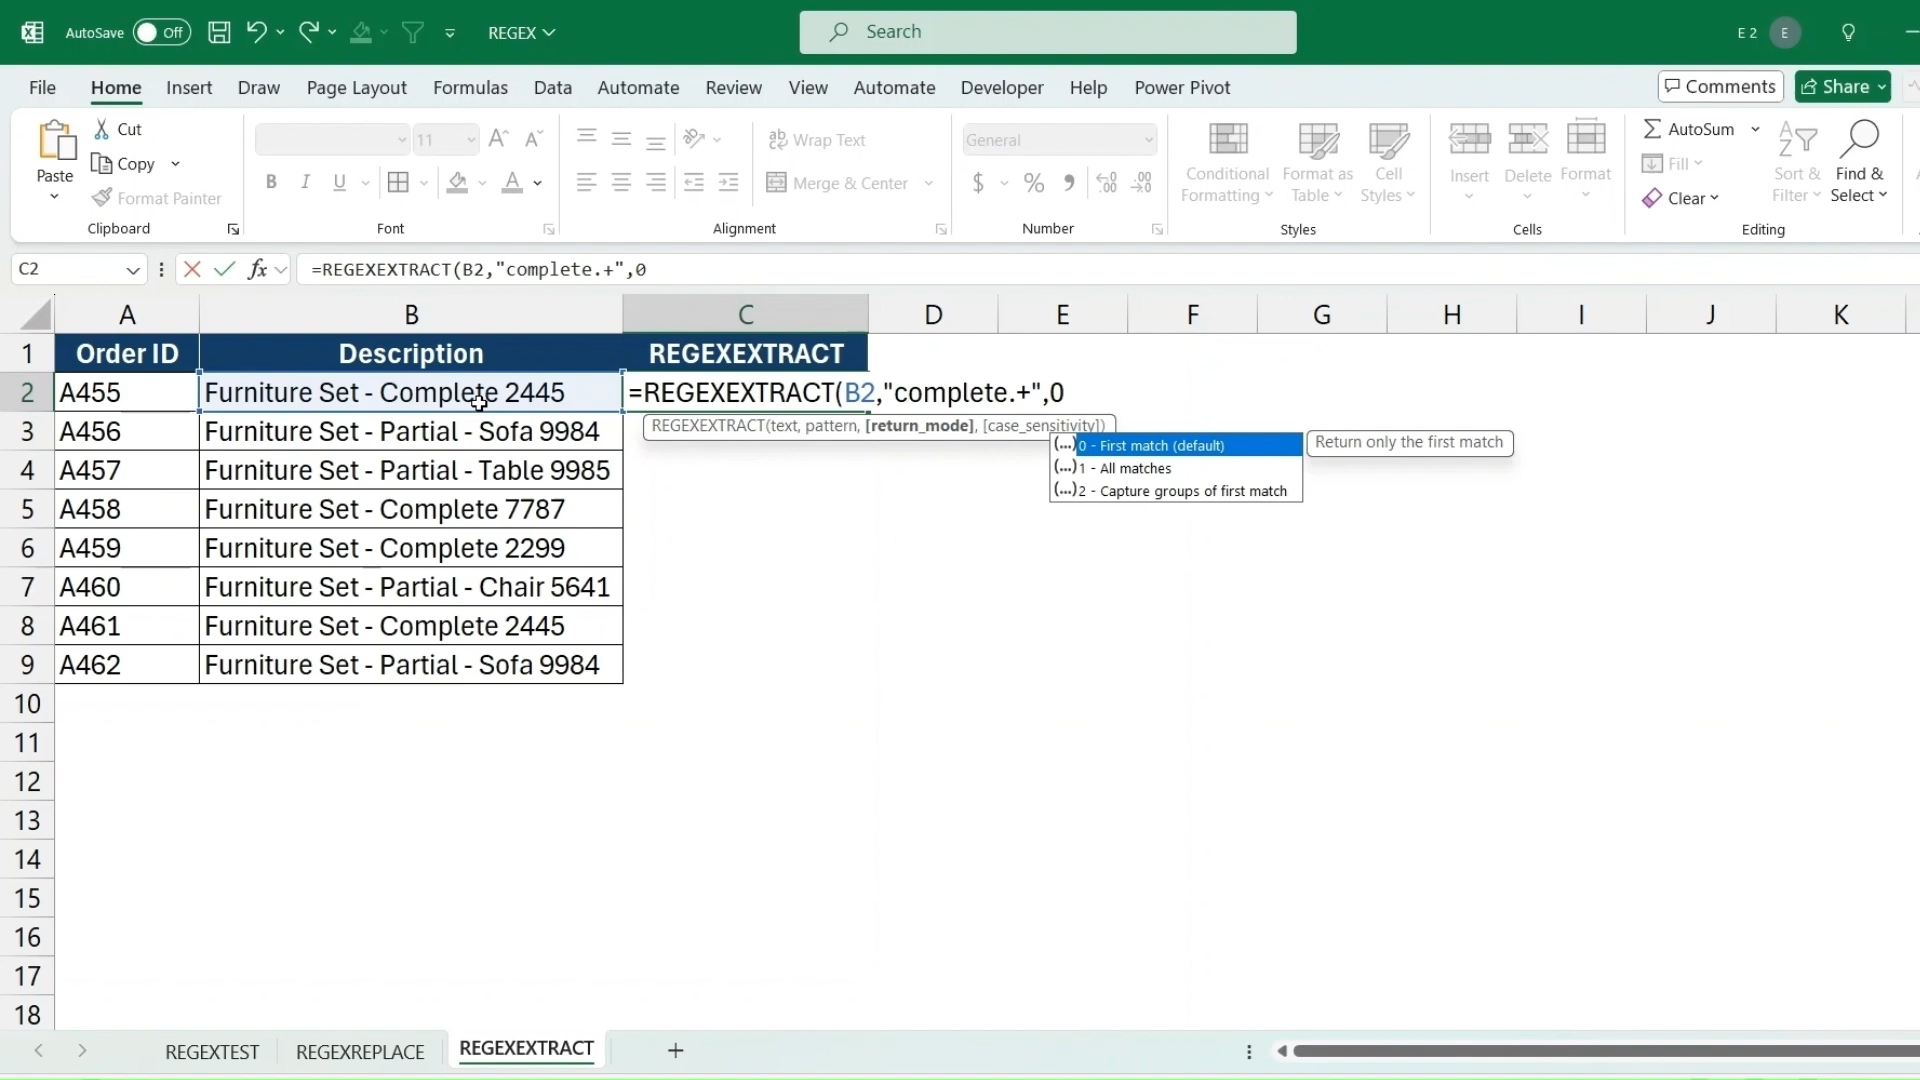 AutoSave Off REGEX Search E 2 E
File Home Insert Draw Page Layout Formulas Data Automate Review View Automate Developer Help Power Pivot Comments Share
Paste Cut Copy Format Painter Clipboard
11 B I U A Font
Wrap Text Merge & Center Alignment
General $ % Number
Conditional Formatting Format as Table Cell Styles Styles
Insert Delete Format Cells
AutoSum Fill Clear Sort & Filter Find & Select Editing
C2 fx =REGEXEXTRACT(B2,"complete.+",0
A B C D E F G H I J K
1 Order ID Description REGEXEXTRACT
2 A455 Furniture Set - Complete 2445 =REGEXEXTRACT(B2,"complete.+",0
REGEXEXTRACT(text, pattern, [return_mode], [case_sensitivity])
(...) 0 - First match (default) Return only the first match
(...) 1 - All matches
(...) 2 - Capture groups of first match
3 A456 Furniture Set - Partial - Sofa 9984
4 A457 Furniture Set - Partial - Table 9985
5 A458 Furniture Set - Complete 7787
6 A459 Furniture Set - Complete 2299
7 A460 Furniture Set - Partial - Chair 5641
8 A461 Furniture Set - Complete 2445
9 A462 Furniture Set - Partial - Sofa 9984
10
11
12
13
14
15
16
17
18
REGEXTEST REGEXREPLACE REGEXEXTRACT